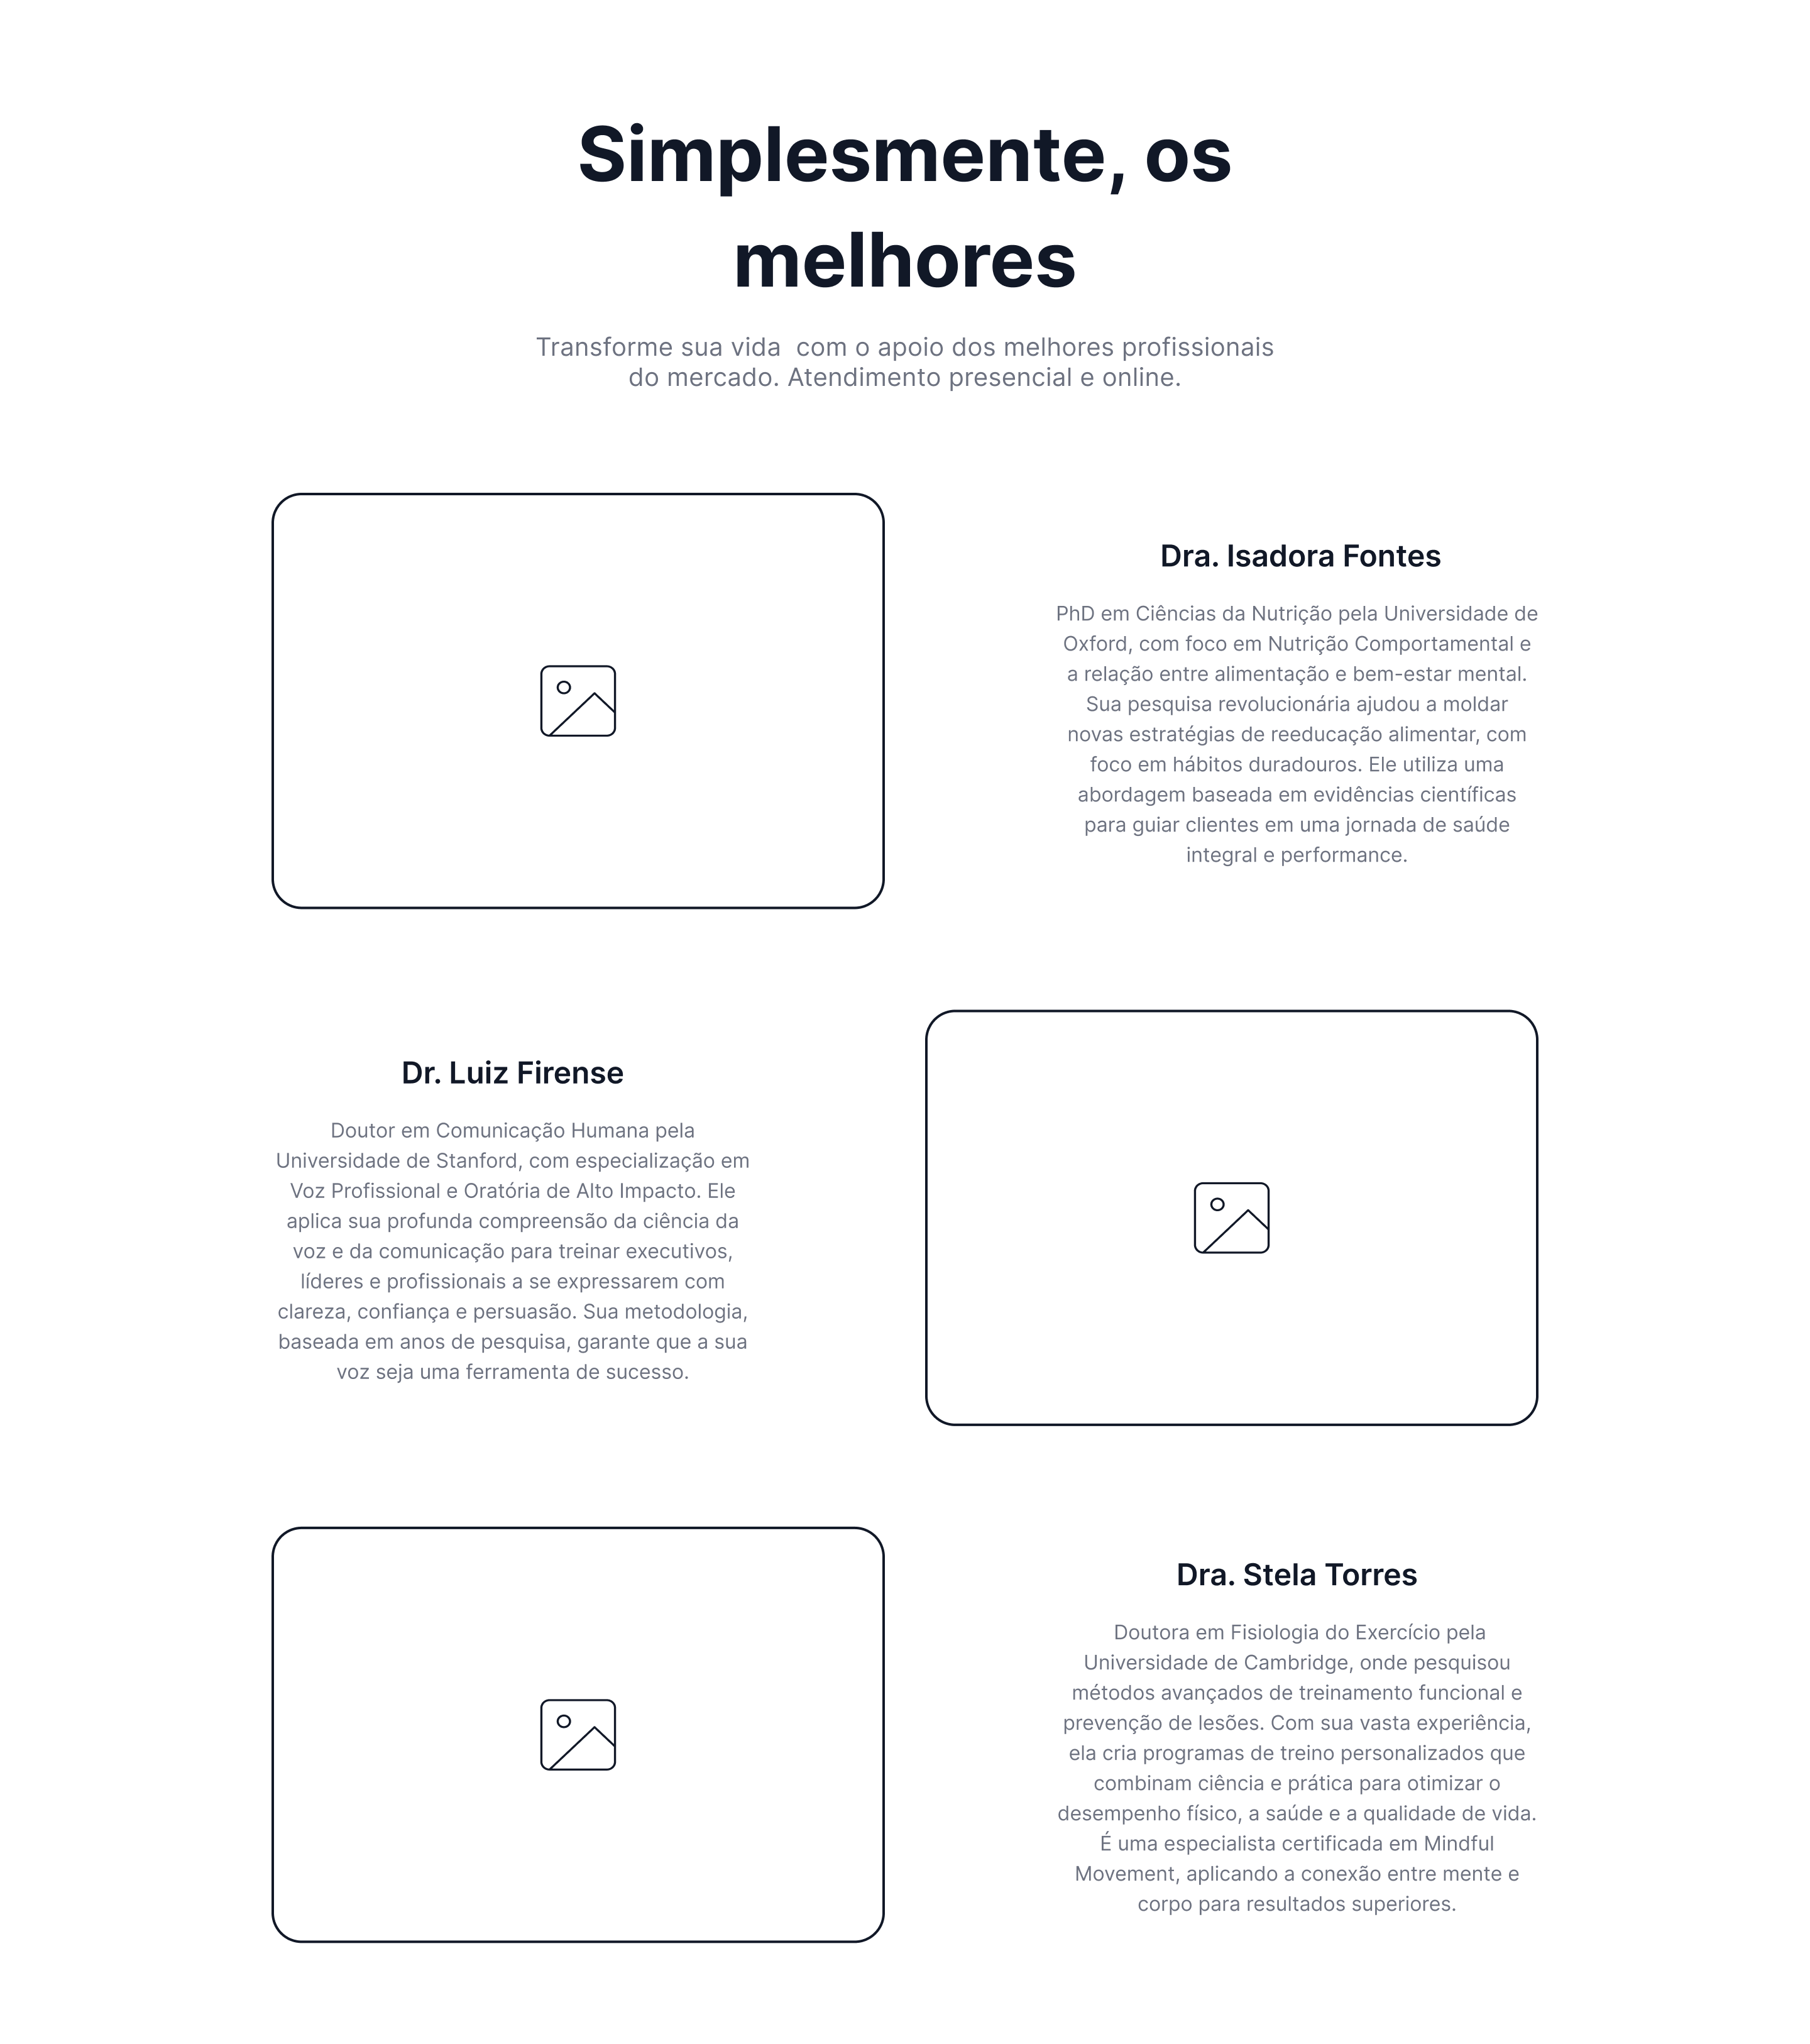 Simplesmente, os
melhores
Transforme sua vida  com o apoio dos melhores profissionais
do mercado. Atendimento presencial e online.
Dra. Isadora Fontes
PhD em Ciências da Nutrição pela Universidade de
Oxford, com foco em Nutrição Comportamental e
a relação entre alimentação e bem-estar mental.
Sua pesquisa revolucionária ajudou a moldar
novas estratégias de reeducação alimentar, com
foco em hábitos duradouros. Ele utiliza uma
abordagem baseada em evidências científicas
para guiar clientes em uma jornada de saúde
integral e performance.
Dr. Luiz Firense
Doutor em Comunicação Humana pela
Universidade de Stanford, com especialização em
Voz Profissional e Oratória de Alto Impacto. Ele
aplica sua profunda compreensão da ciência da
voz e da comunicação para treinar executivos,
líderes e profissionais a se expressarem com
clareza, confiança e persuasão. Sua metodologia,
baseada em anos de pesquisa, garante que a sua
voz seja uma ferramenta de sucesso.
Dra. Stela Torres
Doutora em Fisiologia do Exercício pela
Universidade de Cambridge, onde pesquisou
métodos avançados de treinamento funcional e
prevenção de lesões. Com sua vasta experiência,
ela cria programas de treino personalizados que
combinam ciência e prática para otimizar o
desempenho físico, a saúde e a qualidade de vida.
É uma especialista certificada em Mindful
Movement, aplicando a conexão entre mente e
corpo para resultados superiores.